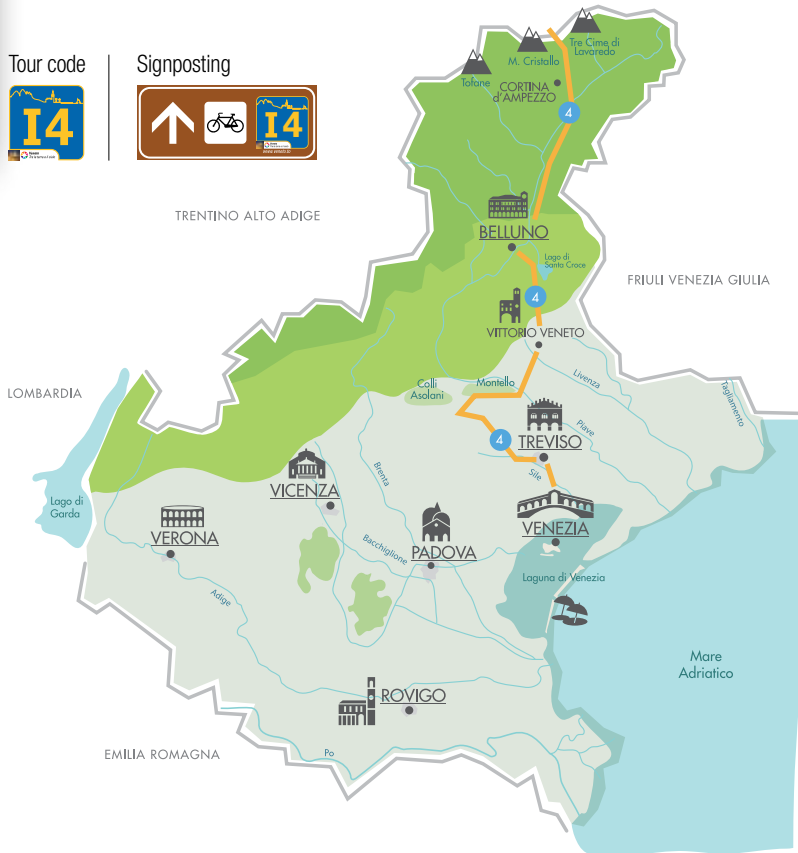 Tour code
Signposting
I4
I4
www.veneto.to
M. Cristallo
Tre Cime di
Lavaredo
Tofane
CORTINA
d'AMPEZZO
4
TRENTINO ALTO ADIGE
BELLUNO
Lago di
Santa Croce
FRIULI VENEZIA GIULIA
4
VITTORIO VENETO
LOMBARDIA
Colli
Asolani
Montello
Livenza
Tagliamento
4
TREVISO
Piave
Sile
Brenta
VICENZA
Lago di
Garda
VERONA
Bacchiglione
PADOVA
VENEZIA
Laguna di Venezia
Adige
Mare
Adriatico
ROVIGO
EMILIA ROMAGNA
Po